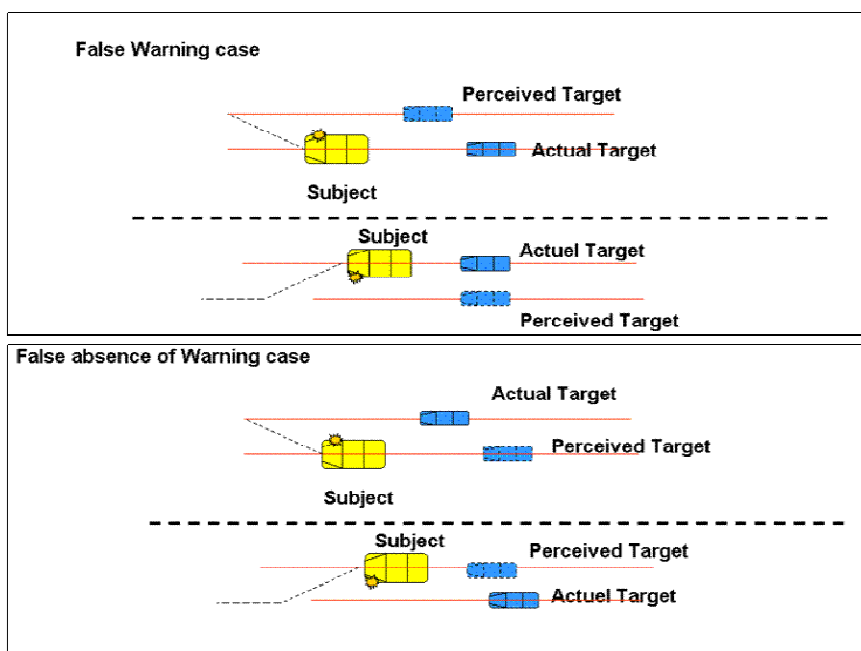 False Warning case
Perceived Target
Actual Target
Subject
Subject
Actuel Target
Perceived Target
False absence of Warning case
Actual Target
Perceived Target
Subject
Subject
Perceived Target
Actuel Target